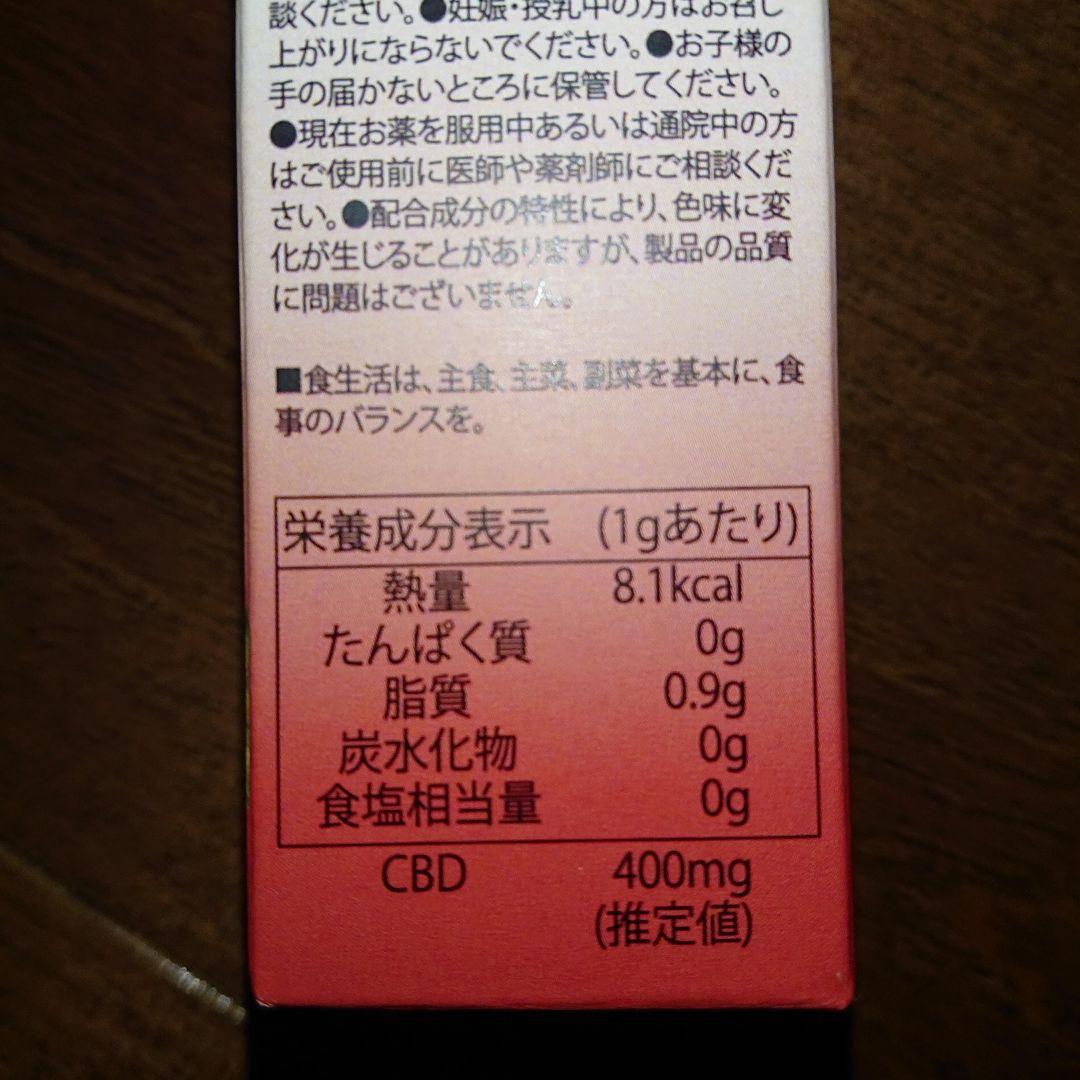 談ください。●妊娠・授乳中の方はお召し
上がりにならないでください。●お子様の
手の届かないところに保管してください。
●現在お薬を服用中あるいは通院中の方
はご使用前に医師や薬剤師にご相談くだ
さい。●配合成分の特性により、色味に変
化が生じることがありますが、製品の品質
に問題はございません。
■食生活は、主食、主菜、副菜を基本に、食
事のバランスを。
栄養成分表示 (1gあたり)
熱量 8.1kcal
たんぱく質 0g
脂質 0.9g
炭水化物 0g
食塩相当量 0g
CBD 400mg
(推定値)